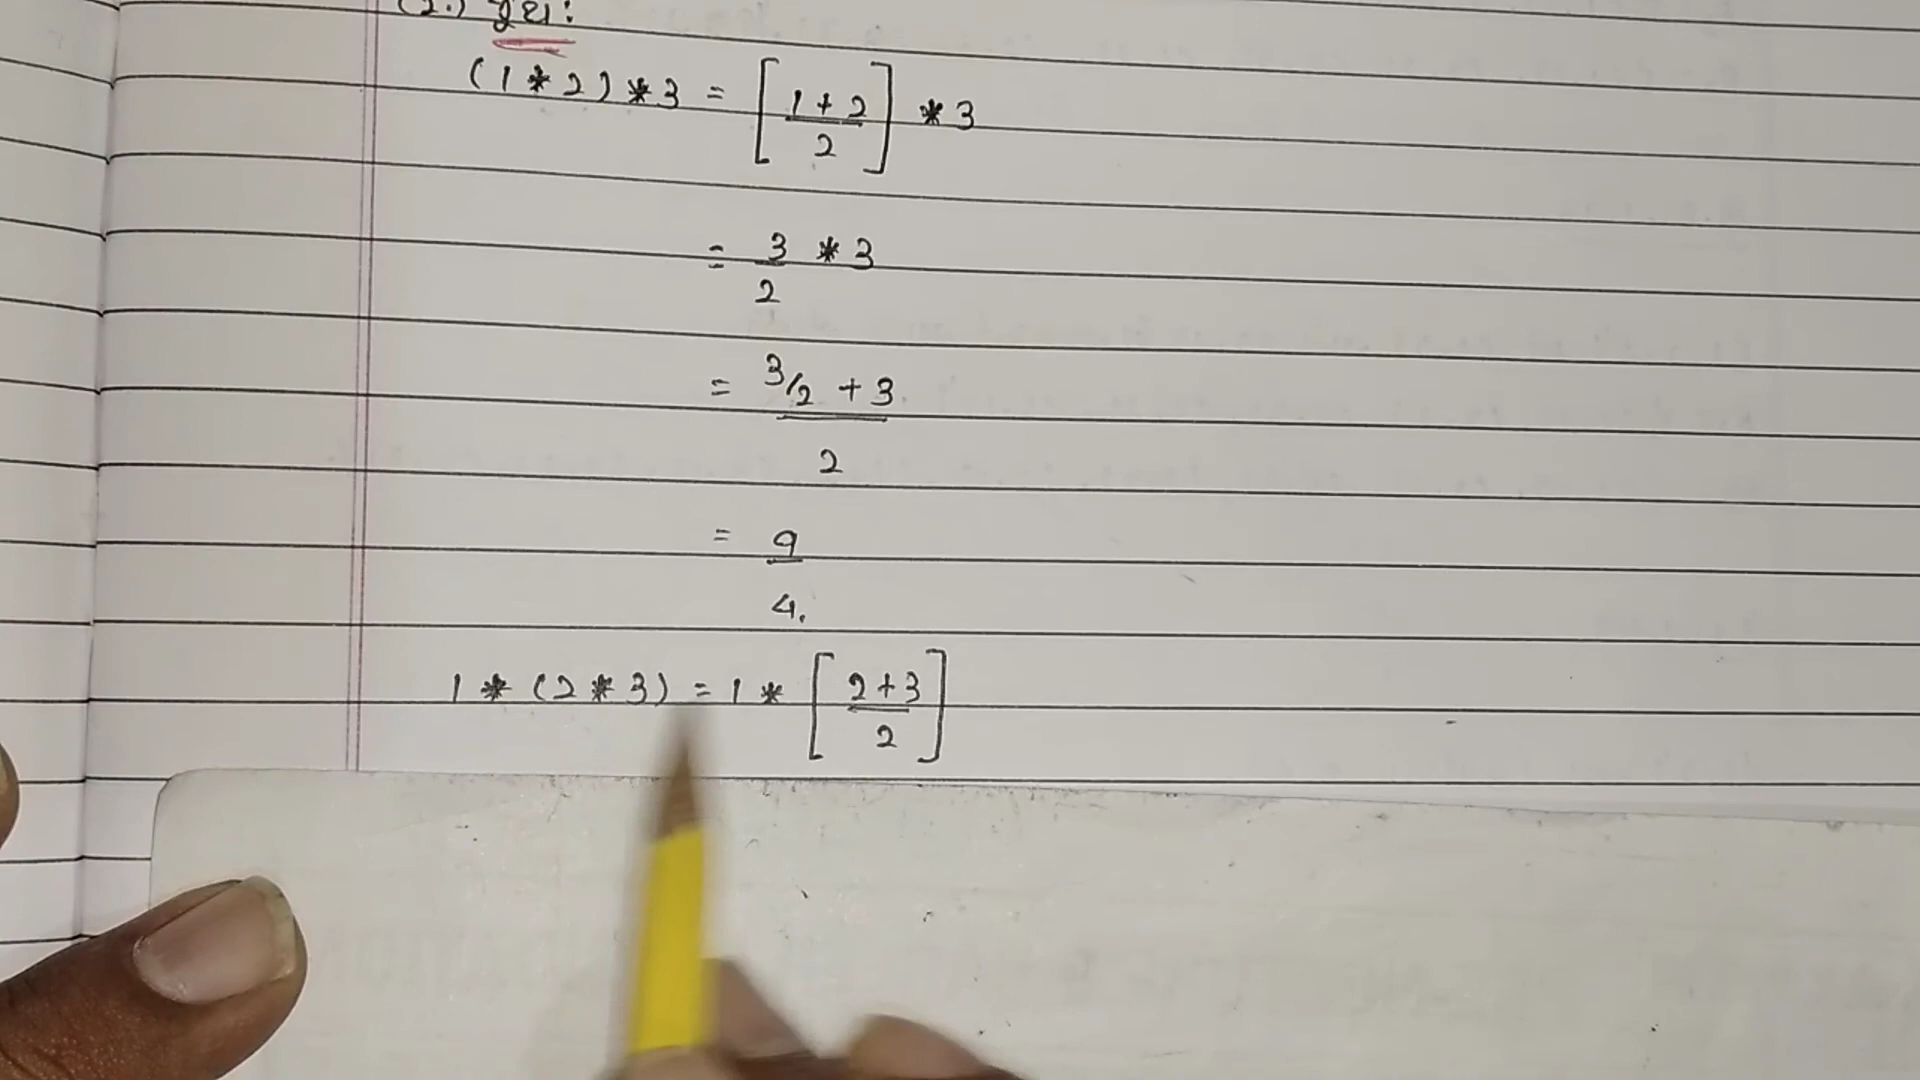 (2.) જુથ:
(1 * 2) * 3 = [ 1 + 2 / 2 ] * 3
= 3/2 * 3
= 3/2 + 3 / 2
= 9/4.
1 * (2 * 3) = 1 * [ 2+3 / 2 ]